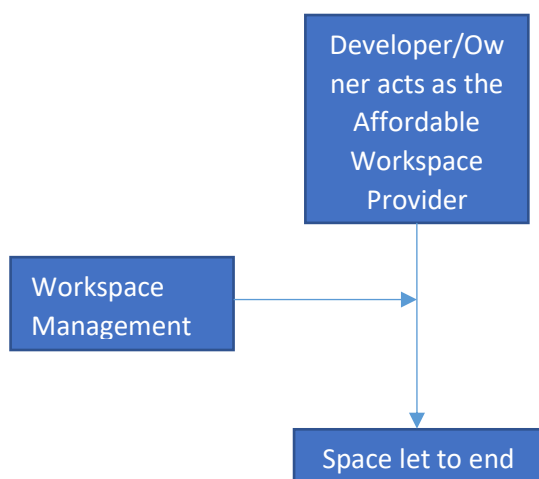 Developer/Ow
ner acts as the
Affordable
Workspace
Provider
Workspace
Management
Space let to end